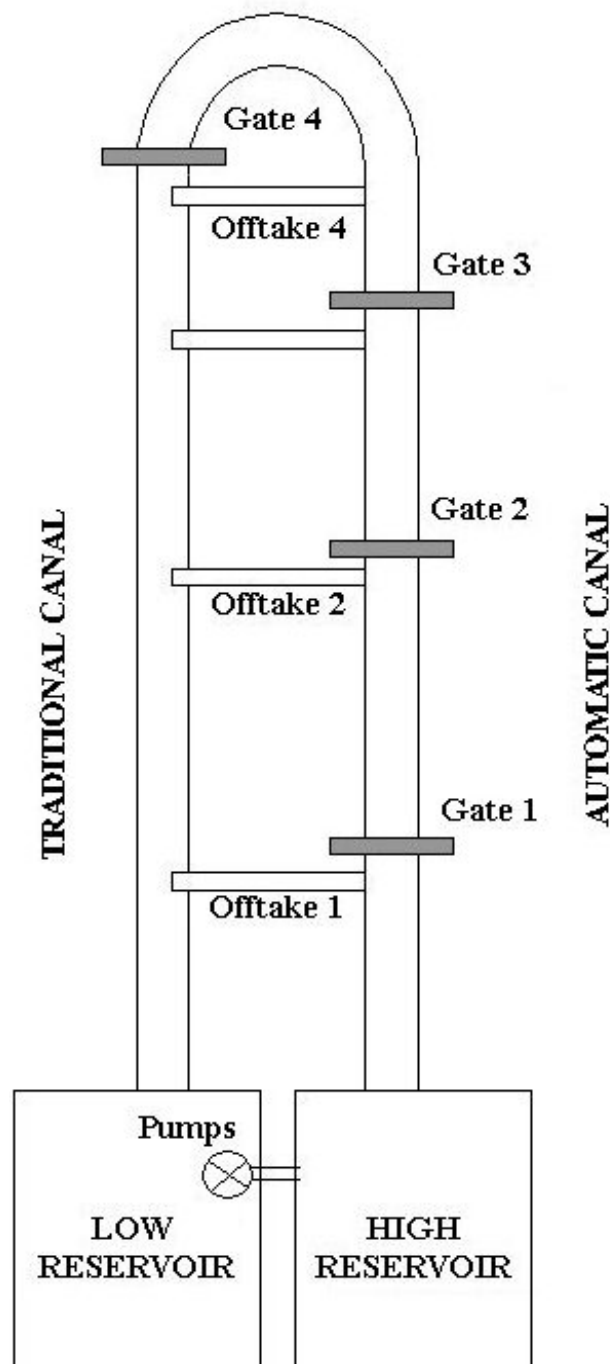 Gate 4
Offtake 4
Gate 3
Gate 2
Offtake 2
TRADITIONAL CANAL
AUTOMATIC CANAL
Gate 1
Offtake 1
Pumps
LOW
RESERVOIR
HIGH
RESERVOIR